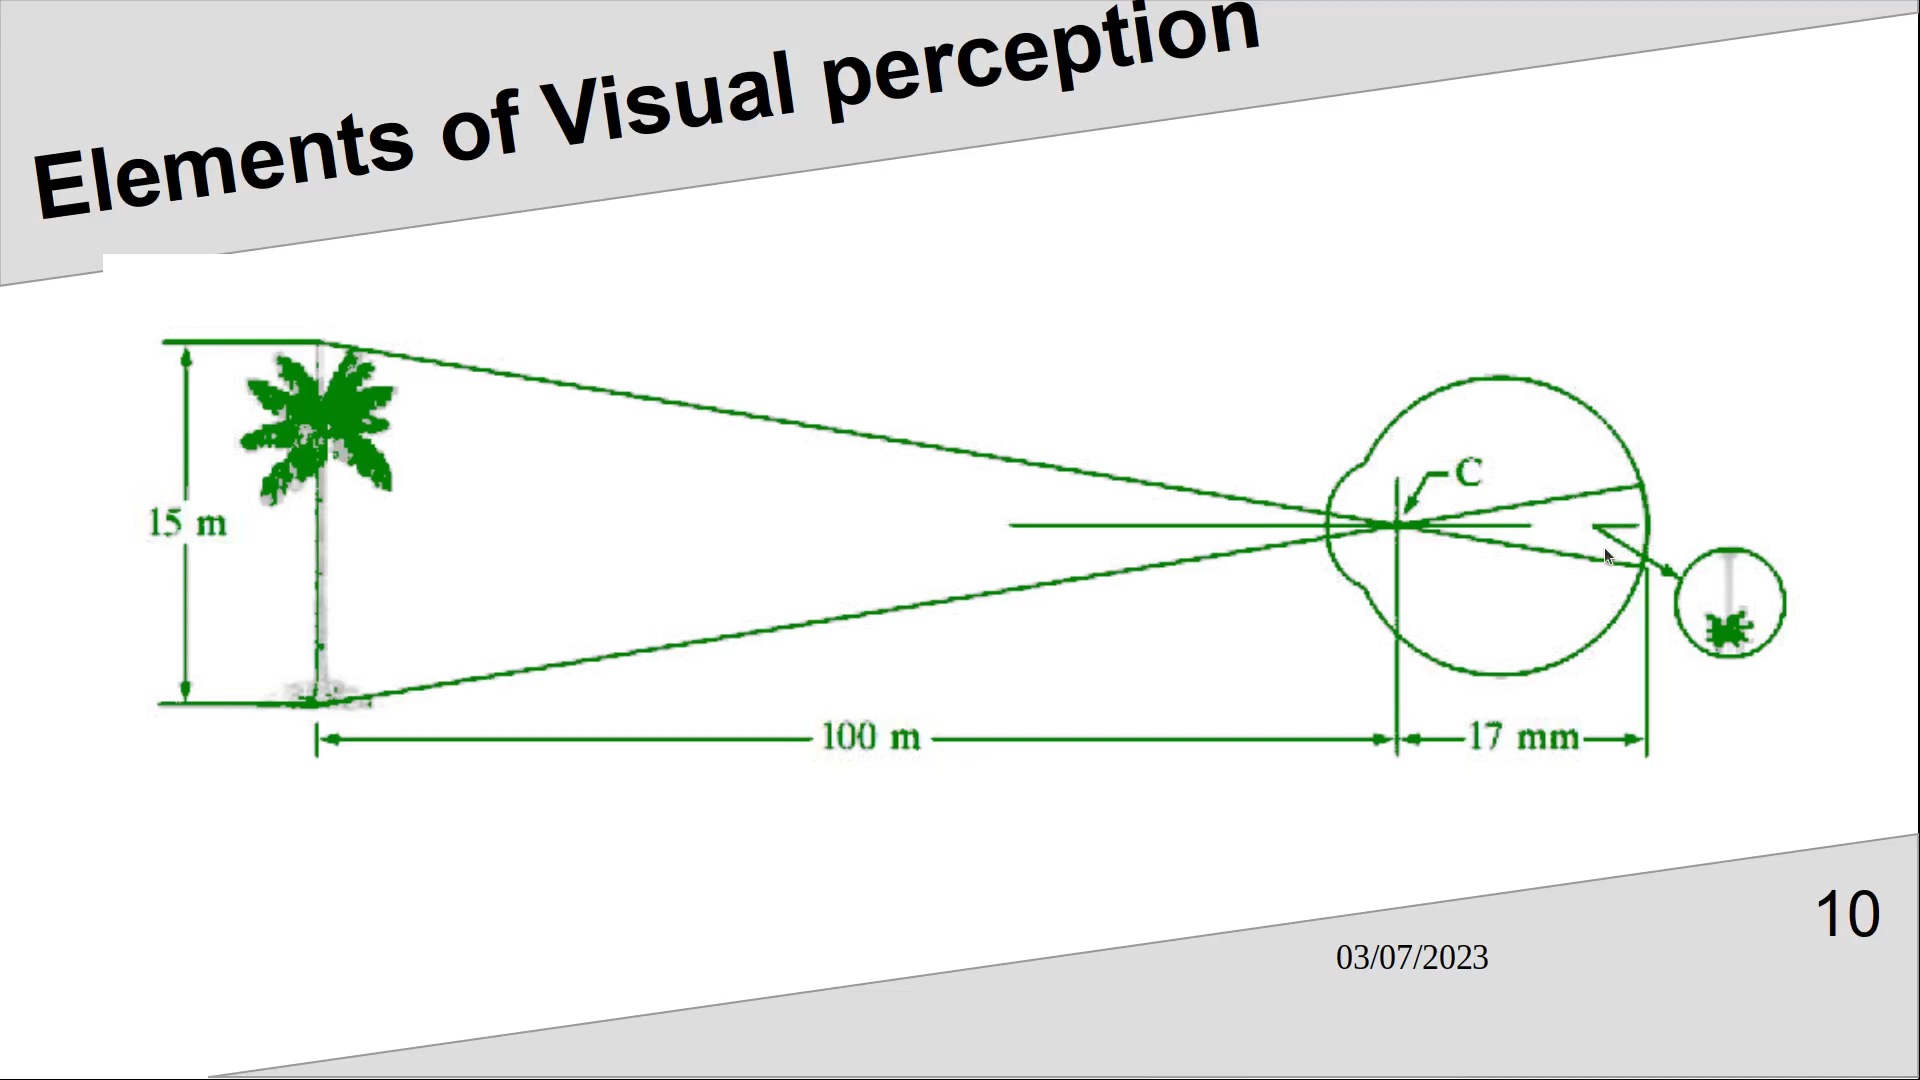 Elements of Visual perception
C
15 m
100 m
17 mm
10
03/07/2023